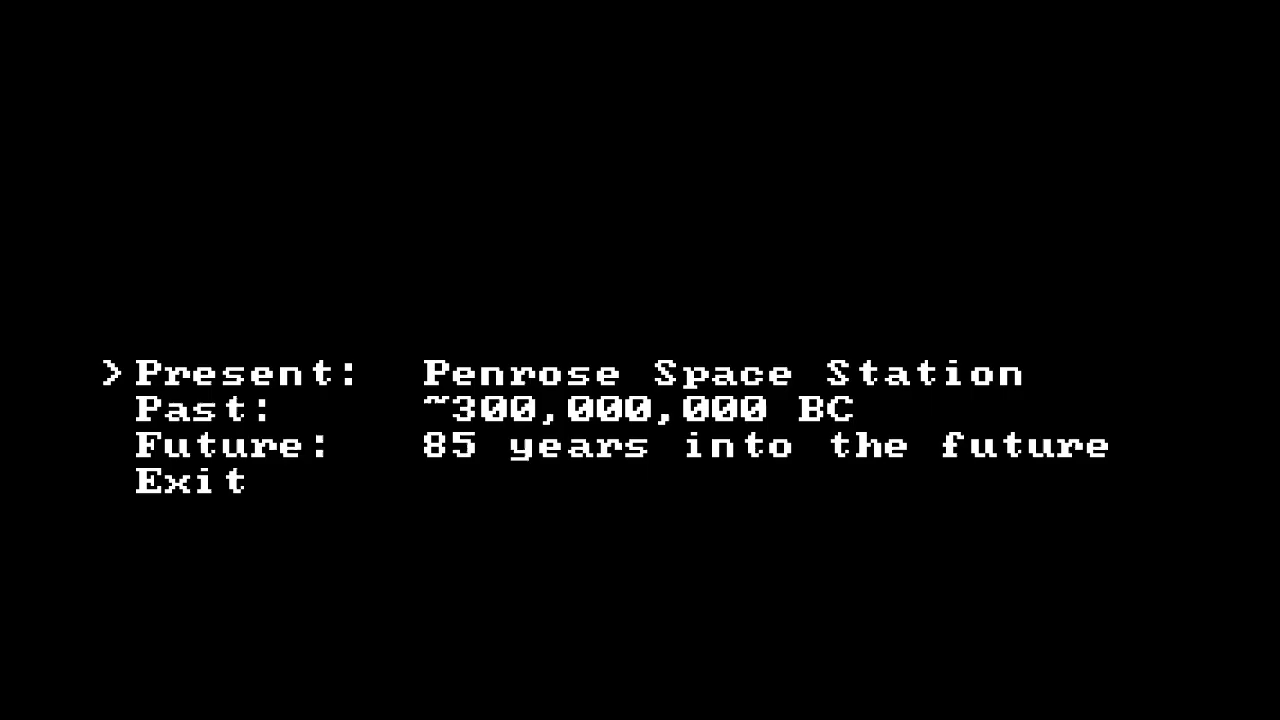 >Present: Penrose Space Station
Past: ~300,000,000 BC
Future: 85 years into the future
Exit